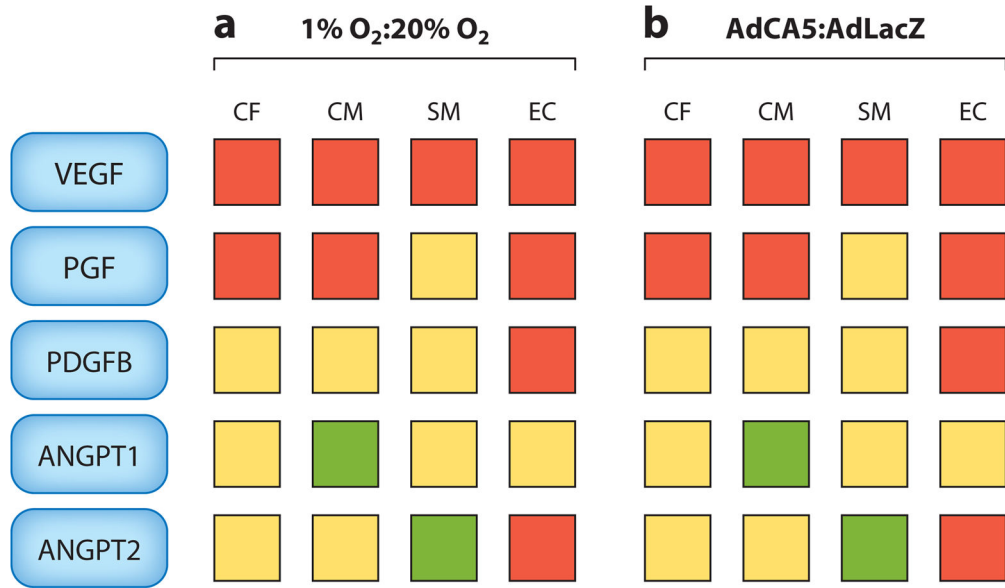 a 1% O₂:20% O₂ b AdCA5:AdLacZ
CF CM SM EC CF CM SM EC
VEGF
PGF
PDGFB
ANGPT1
ANGPT2